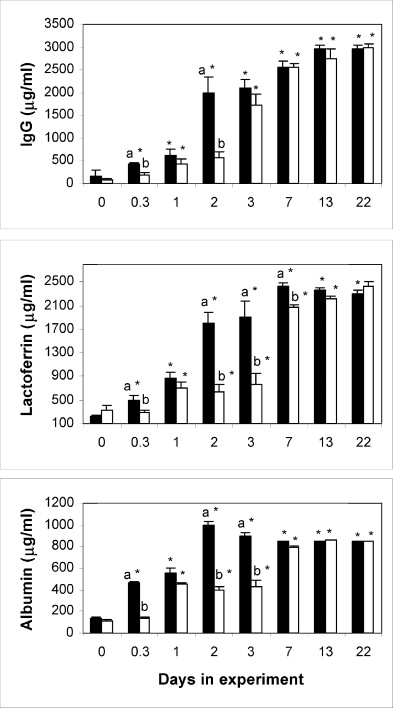 3500
3000
2500
2000
1500
1000
500
0
IgG (µg/ml)
a * b * * a * b * * * * * * * *
0 0.3 1 2 3 7 13 22
2500
2100
1700
1300
900
500
100
Lactoferrin (µg/ml)
a * b * * a * b * a * b * a * b * * * *
0 0.3 1 2 3 7 13 22
1200
1000
800
600
400
200
0
Albumin (µg/ml)
a * b * a * b * a * b * * * * * * *
0 0.3 1 2 3 7 13 22
Days in experiment